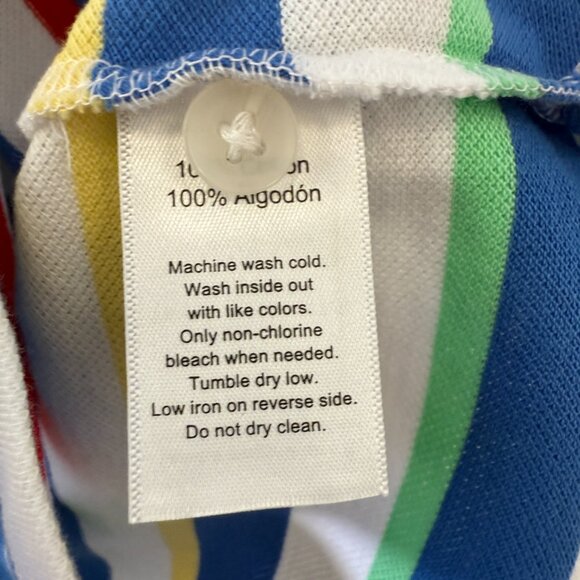 100% Algodón
Machine wash cold.
Wash inside out
with like colors.
Only non-chlorine
bleach when needed.
Tumble dry low.
Low iron on reverse side.
Do not dry clean.